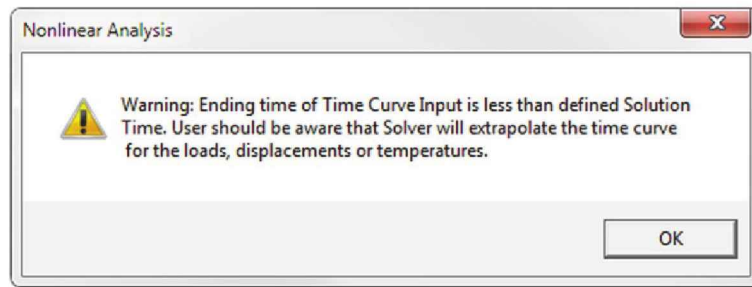 Nonlinear Analysis
Warning: Ending time of Time Curve Input is less than defined Solution
Time. User should be aware that Solver will extrapolate the time curve
for the loads, displacements or temperatures.
OK